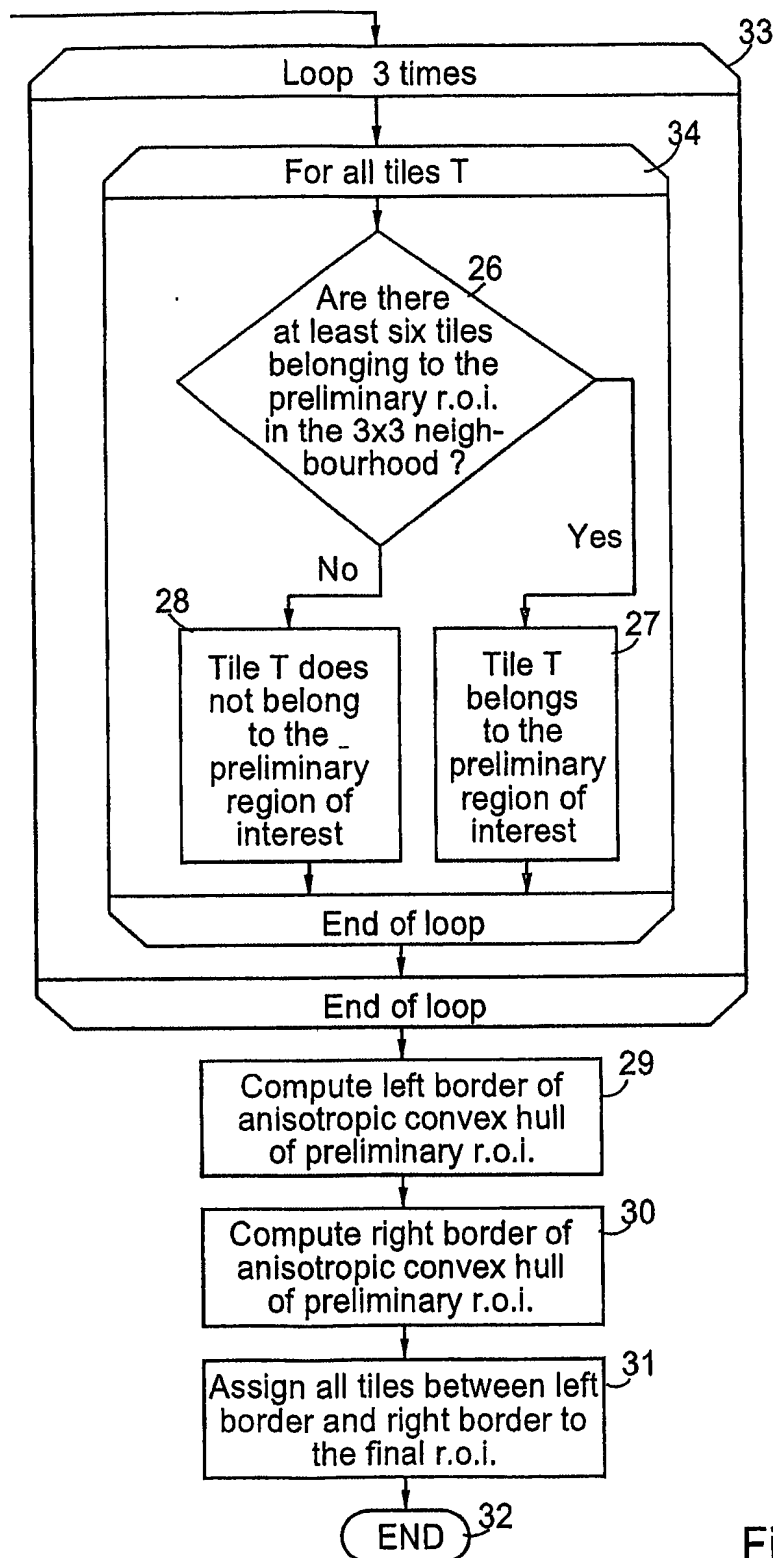 33
Loop 3 times
34
For all tiles T
26
Are there
at least six tiles
belonging to the
preliminary r.o.i.
in the 3x3 neigh-
bourhood ?
Yes
No
28
27
Tile T does
not belong
to the
preliminary
region of
interest
Tile T
belongs
to the
preliminary
region of
interest
End of loop
End of loop
29
Compute left border of
anisotropic convex hull
of preliminary r.o.i.
30
Compute right border of
anisotropic convex hull
of preliminary r.o.i.
31
Assign all tiles between left
border and right border to
the final r.o.i.
END
32
Fi